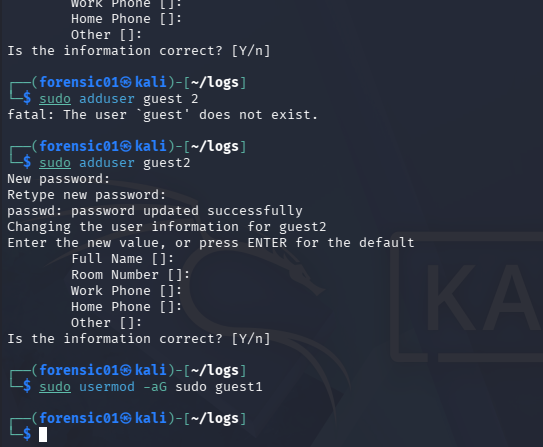 Work Phone []:
Home Phone []:
Other []:
Is the information correct? [Y/n]
┌──(forensic01㉿kali)-[~/logs]
└─$ sudo adduser guest 2
fatal: The user `guest' does not exist.
┌──(forensic01㉿kali)-[~/logs]
└─$ sudo adduser guest2
New password:
Retype new password:
passwd: password updated successfully
Changing the user information for guest2
Enter the new value, or press ENTER for the default
Full Name []:
Room Number []:
Work Phone []:
Home Phone []:
Other []:
Is the information correct? [Y/n]
┌──(forensic01㉿kali)-[~/logs]
└─$ sudo usermod -aG sudo guest1
┌──(forensic01㉿kali)-[~/logs]
└─$
KA